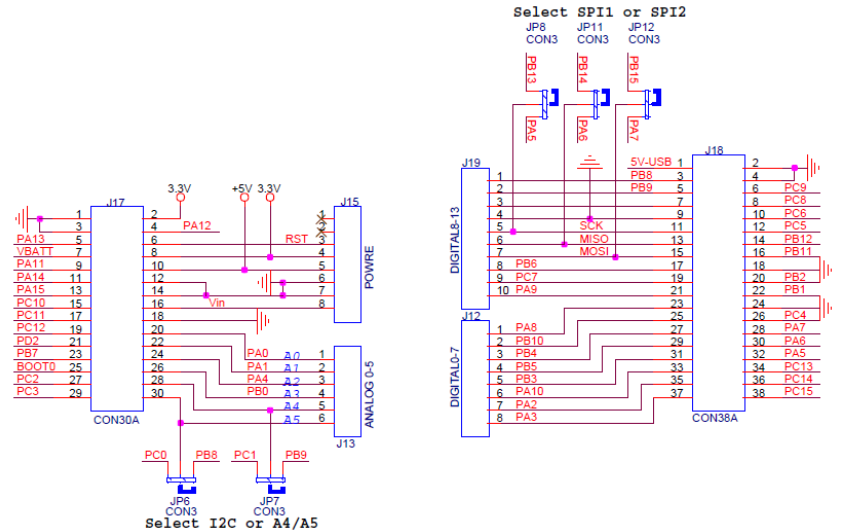 Select SPI1 or SPI2
JP8 JP11 JP12
CON3 CON3 CON3
PB13 PB14 PB15
PA5 PA6 PA7
J19
DIGITAL8-13
1
2
3
4
5 SCK
6 MISO
7 MOSI
8 PB6
9 PC7
10 PA9
J12
DIGITAL0-7
1 PA8
2 PB10
3 PB4
4 PB5
5 PB3
6 PA10
7 PA2
8 PA3
J18
5V-USB 1 2
PB8 3 4
PB9 5 6 PC9
7 8 PC8
9 10 PC6
11 12 PC5
13 14 PB12
15 16 PB11
17 18
19 20 PB2
21 22 PB1
23 24
25 26 PC4
27 28 PA7
29 30 PA6
31 32 PA5
33 34 PC13
35 36 PC14
37 38 PC15
CON38A
3.3V +5V 3.3V
J17
1 2
3 4 PA12
PA13 5 6
VBATT 7 8
PA11 9 10
PA14 11 12
PA15 13 14
PC10 15 16
PC11 17 18
PC12 19 20
PD2 21 22
PB7 23 24
BOOT0 25 26
PC2 27 28
PC3 29 30
CON30A
J15
POWRE
1
2
RST 3
4
5
6
7
Vin 8
PA0 A0 1
PA1 A1 2
PA4 A2 3
PB0 A3 4
A4 5
A5 6
ANALOG 0-5
J13
PC0 PB8 PC1 PB9
JP6 JP7
CON3 CON3
Select I2C or A4/A5